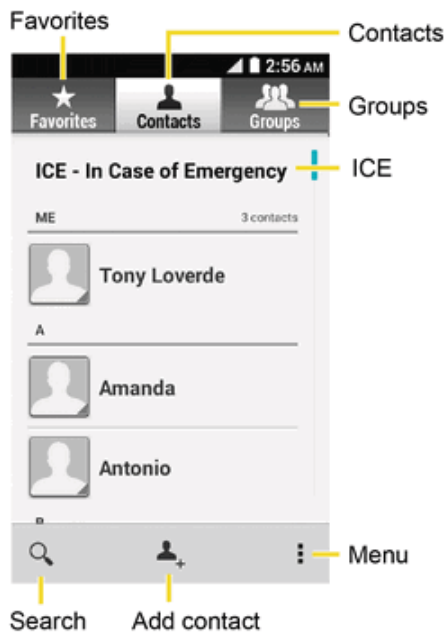 Favorites
Contacts
2:56 AM
Favorites
Contacts
Groups
Groups
ICE - In Case of Emergency
ICE
ME
3 contacts
Tony Loverde
A
Amanda
Antonio
Menu
Search
Add contact